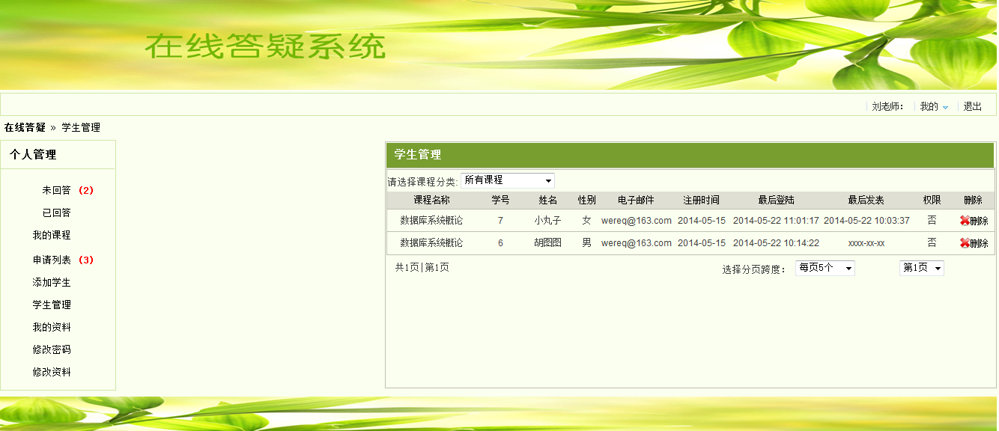 在线答疑系统
刘老师： 我的 退出
在线答疑 » 学生管理
个人管理
未回答 (2)
已回答
我的课程
申请列表 (3)
添加学生
学生管理
我的资料
修改密码
修改资料
学生管理
请选择课程分类: 所有课程
课程名称 学号 姓名 性别 电子邮件 注册时间 最后登陆 最后发表 权限 删除
数据库系统概论 7 小丸子 女 wereq@163.com 2014-05-15 2014-05-22 11:01:17 2014-05-22 10:03:37 否 删除
数据库系统概论 6 胡图图 男 wereq@163.com 2014-05-15 2014-05-22 10:14:22 xxxx-xx-xx 否 删除
共1页|第1页 选择分页跨度： 每页5个 第1页